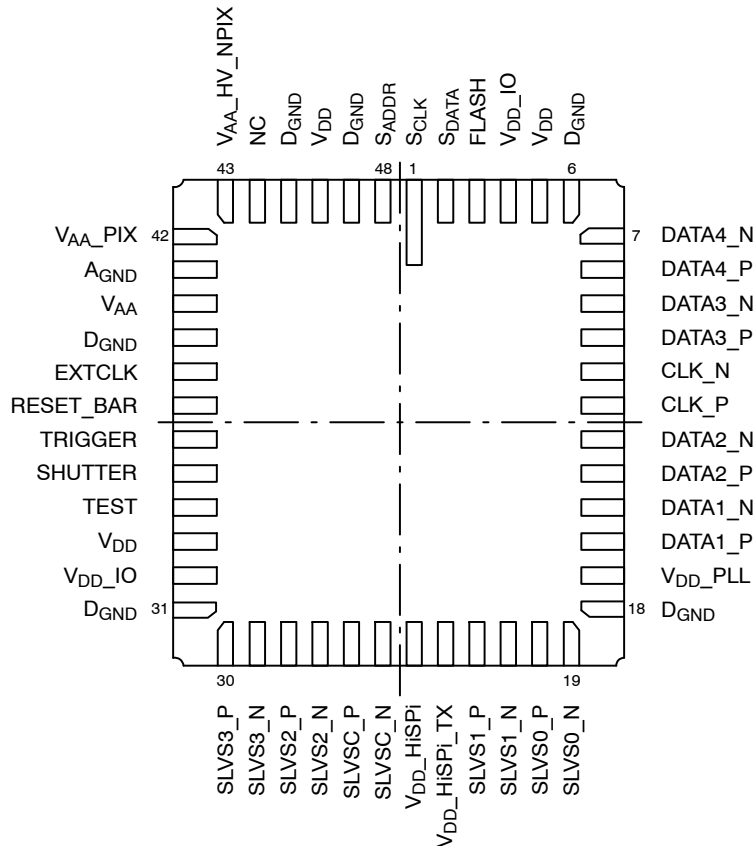 VAA_HV_NPIX
NC
DGND
VDD
DGND
SADDR
SCLK
SDATA
FLASH
VDD_IO
VDD
DGND
43
48
1
6
42
VAA_PIX
AGND
VAA
DGND
EXTCLK
RESET_BAR
TRIGGER
SHUTTER
TEST
VDD
VDD_IO
DGND
31
7
DATA4_N
DATA4_P
DATA3_N
DATA3_P
CLK_N
CLK_P
DATA2_N
DATA2_P
DATA1_N
DATA1_P
VDD_PLL
DGND
18
30
19
SLVS3_P
SLVS3_N
SLVS2_P
SLVS2_N
SLVSC_P
SLVSC_N
VDD_HiSPi
VDD_HiSPi_TX
SLVS1_P
SLVS1_N
SLVS0_P
SLVS0_N